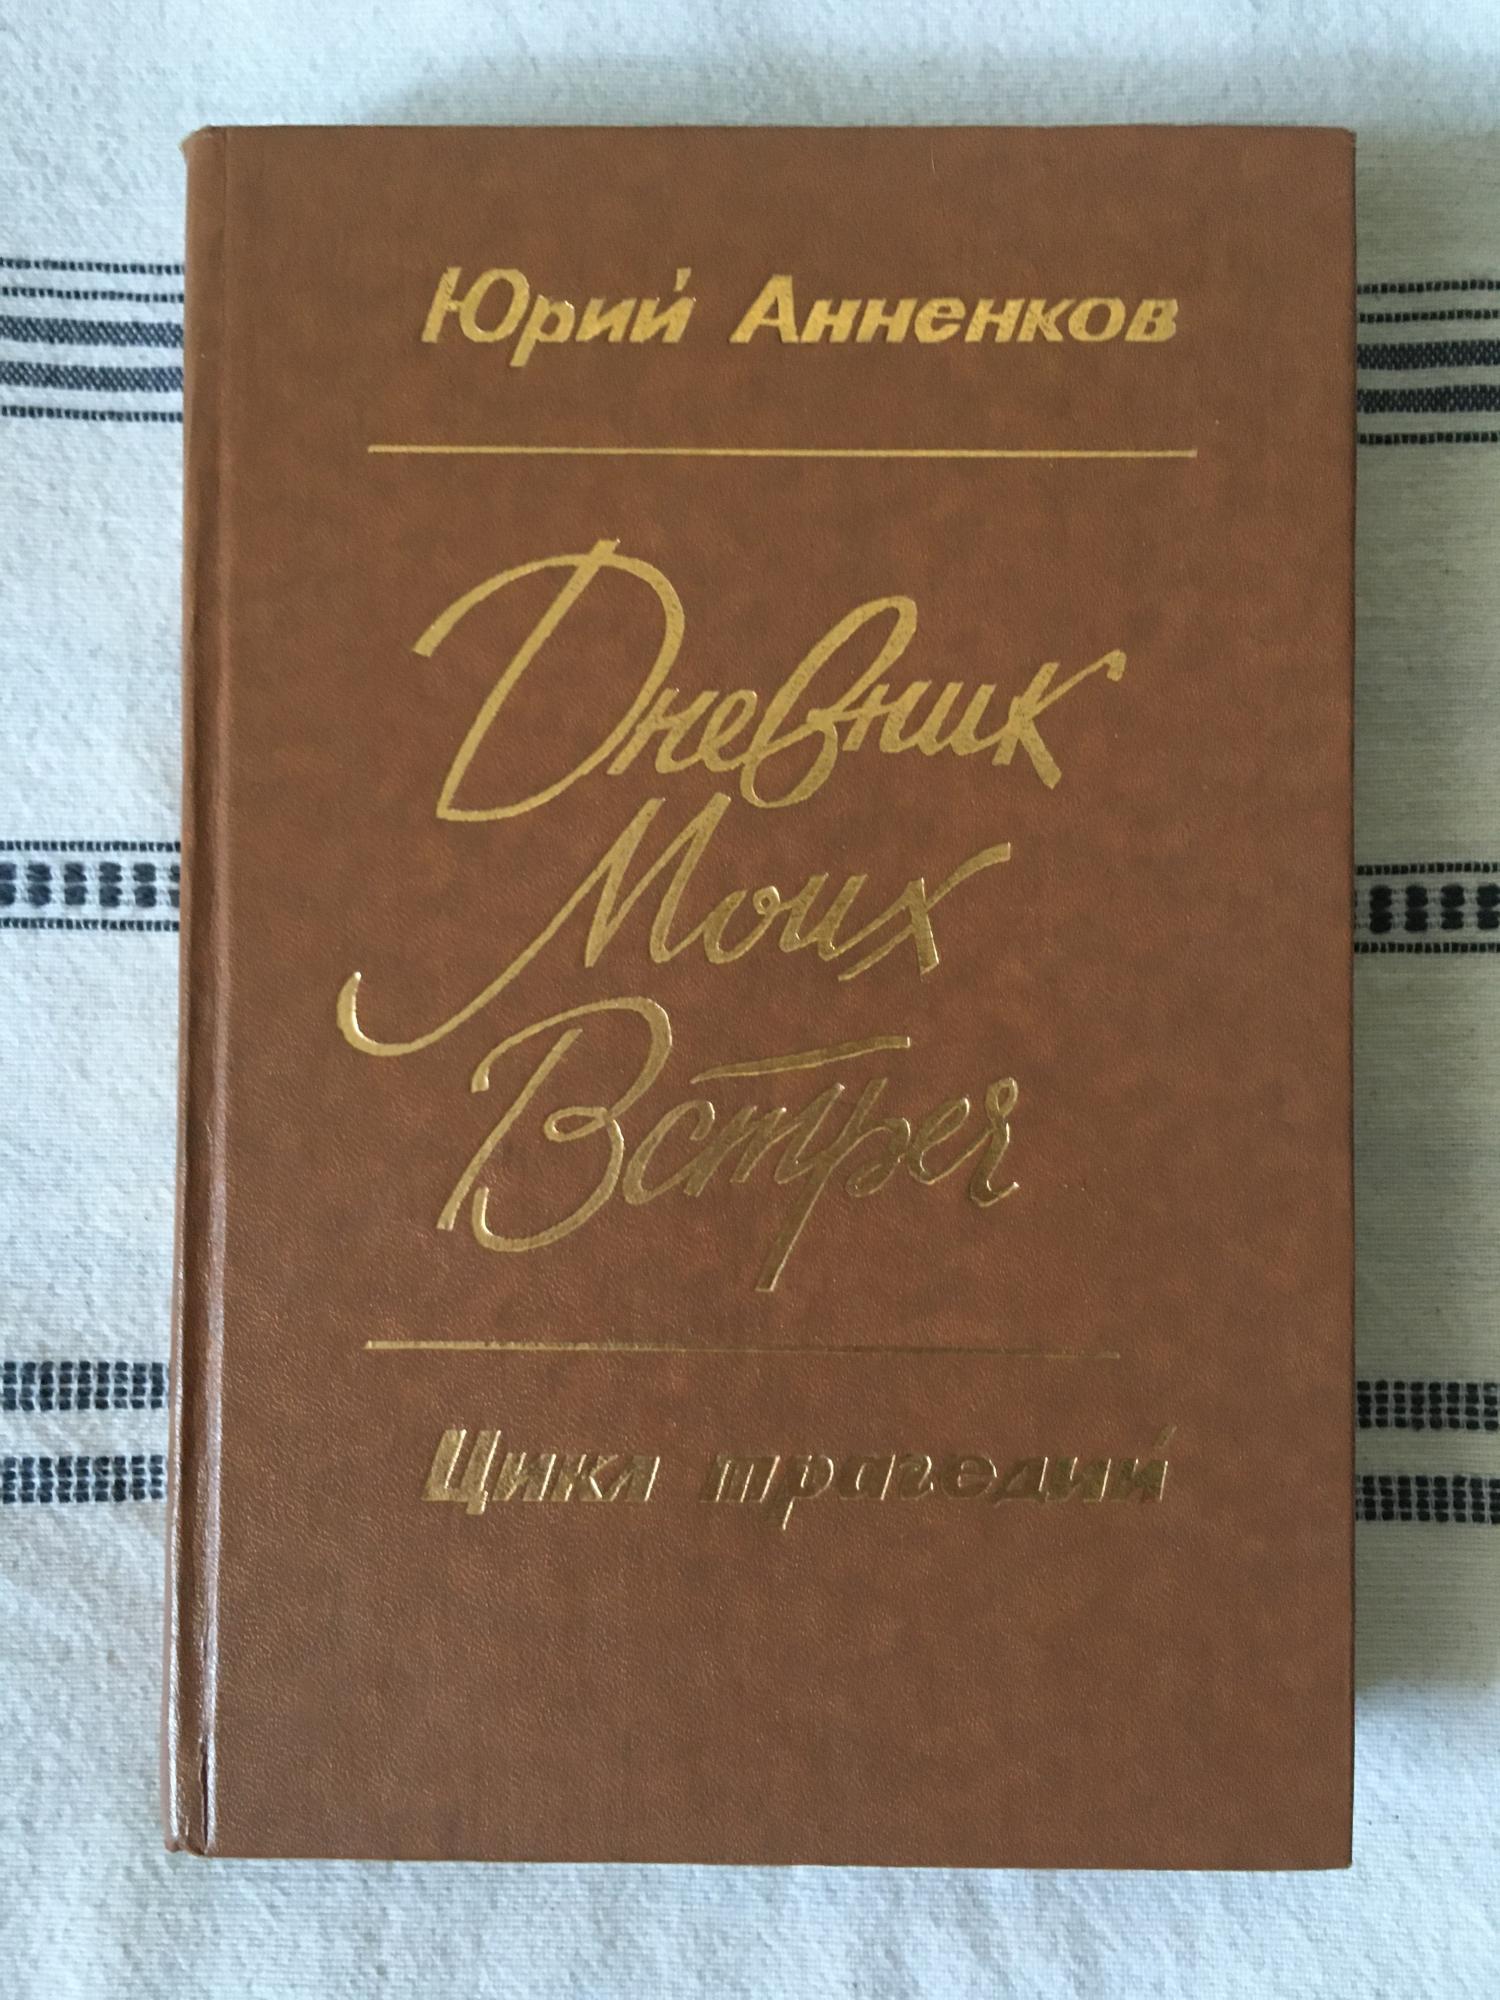 Юрий Анненков
Дневник
Моих
Встреч
Цикл трагедий